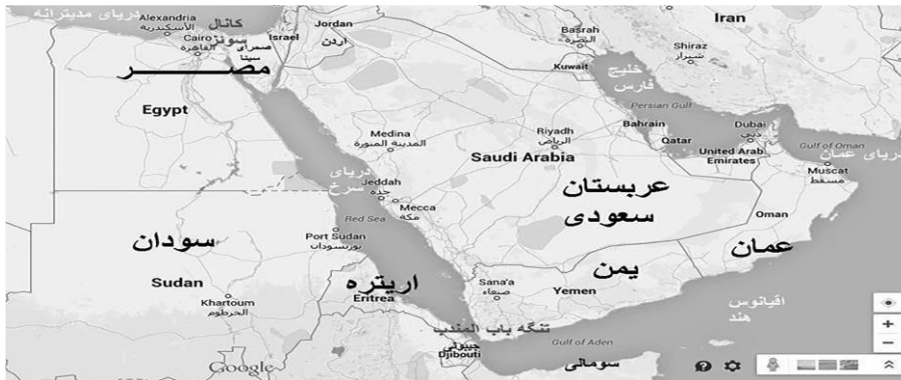 دریای مدیترانه
Alexandria
الأسكندرية
کانال
سوئز
Cairo
القاهرة
صحرای
سینا
Israel
Jordan
اردن
مصر
Egypt
Basrah
البصرة
Kuwait
Iran
Shiraz
شیراز
خلیج
فارس
Persian Gulf
Bahrain
Qatar
Dubai
دبي
United Arab
Emirates
Gulf of Oman
دریای عمان
Muscat
مسقط
Medina
المدينة المنورة
Riyadh
الرياض
Saudi Arabia
عربستان
سعودی
دریای
سرخ
Jeddah
جدة
Mecca
مكة
Red Sea
Oman
عمان
سودان
Sudan
Port Sudan
بورتسودان
Khartoum
الخرطوم
اریتره
Eritrea
Sana'a
صنعاء
یمن
Yemen
اقیانوس
هند
تنگه باب المندب
جیبوتی
Djibouti
Gulf of Aden
سومالی
Google